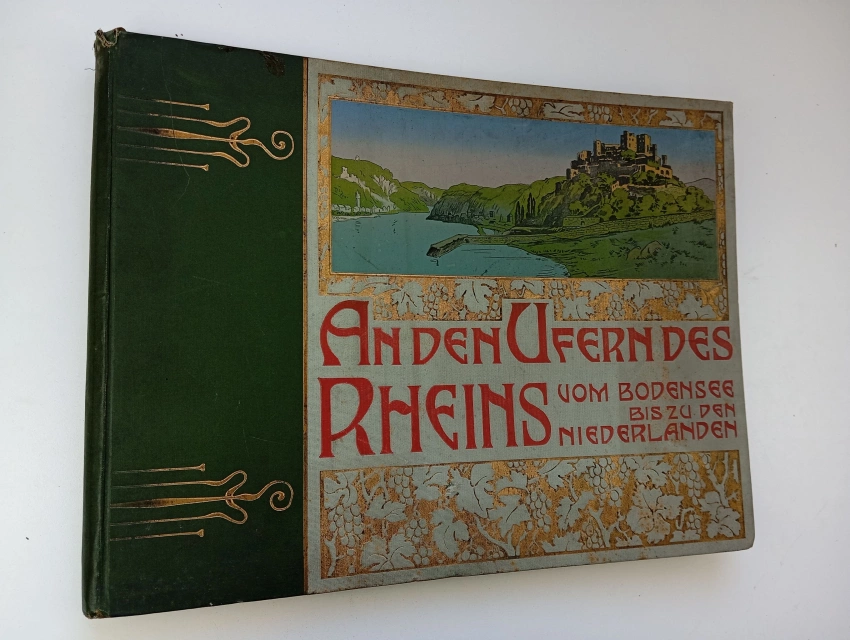 AN DEN UFERN DES
RHEINS
VOM BODENSEE
BIS ZU DEN
NIEDERLANDEN